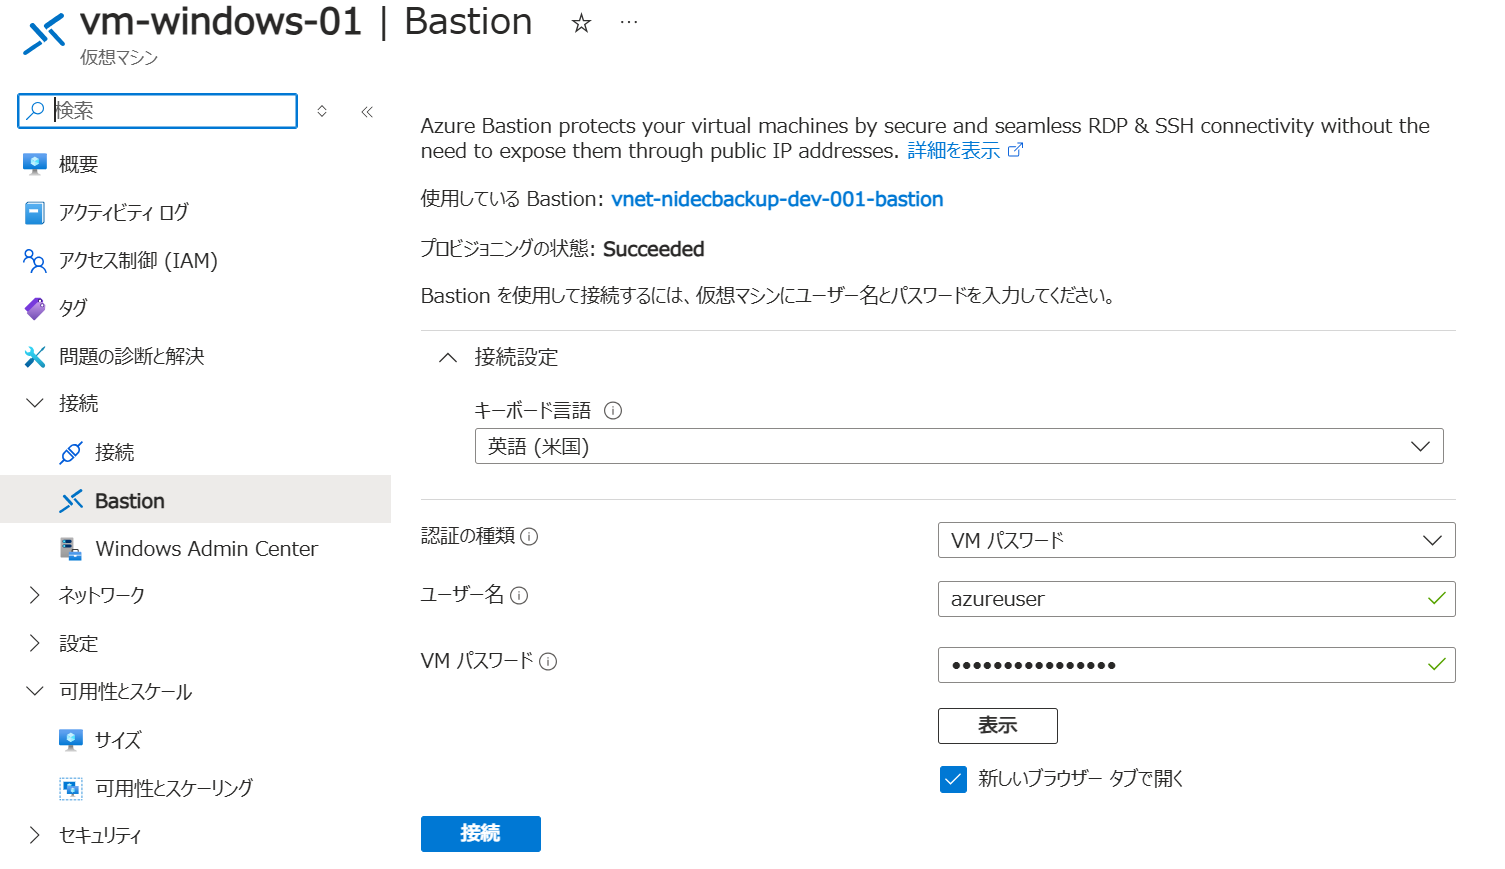 vm-windows-01 | Bastion
仮想マシン
検索
概要
アクティビティ ログ
アクセス制御 (IAM)
タグ
問題の診断と解決
接続
接続
Bastion
Windows Admin Center
ネットワーク
設定
可用性とスケール
サイズ
可用性とスケーリング
セキュリティ
Azure Bastion protects your virtual machines by secure and seamless RDP & SSH connectivity without the
need to expose them through public IP addresses. 詳細を表示
使用している Bastion: vnet-nidecbackup-dev-001-bastion
プロビジョニングの状態: Succeeded
Bastion を使用して接続するには、仮想マシンにユーザー名とパスワードを入力してください。
接続設定
キーボード言語
英語 (米国)
認証の種類
VM パスワード
ユーザー名
azureuser
VM パスワード
••••••••••••••••
表示
新しいブラウザー タブで開く
接続